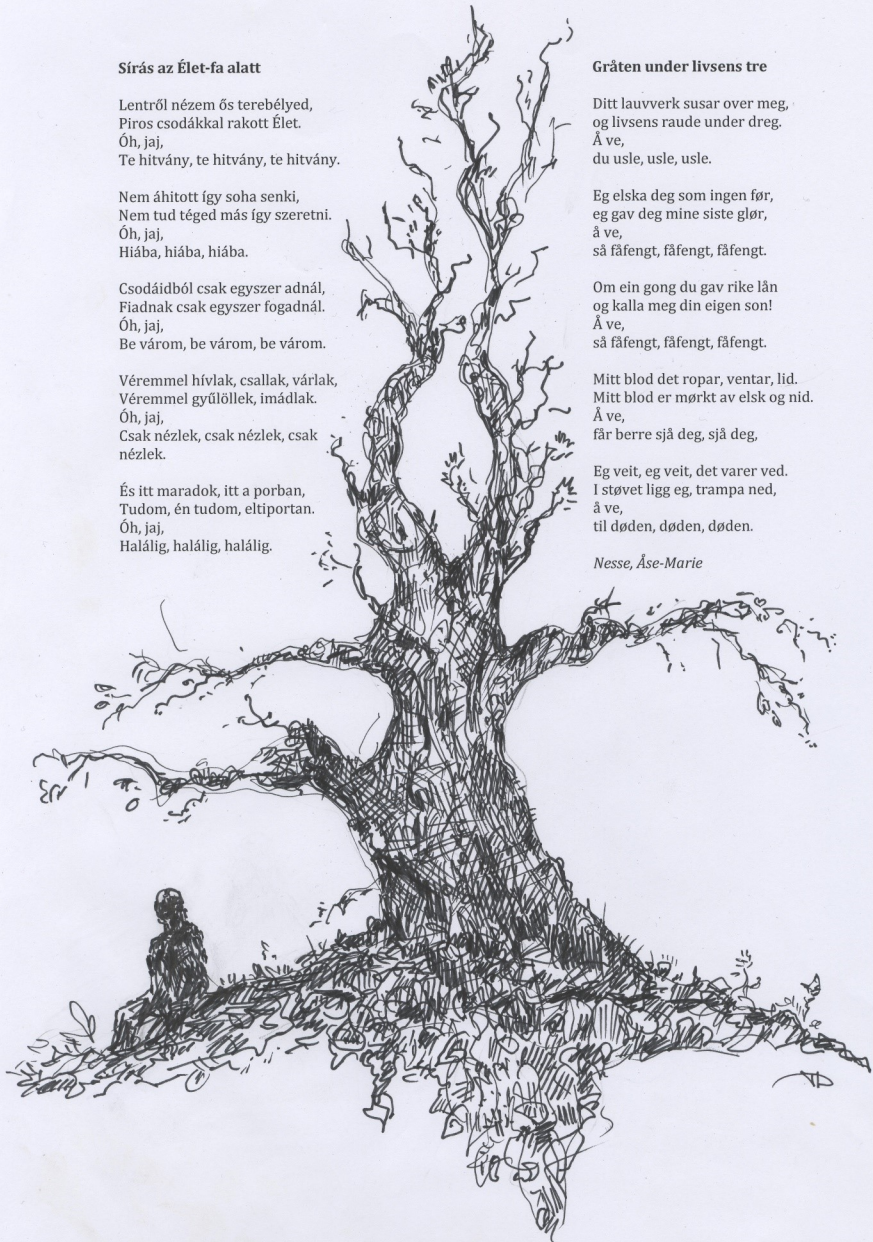 Sírás az Élet-fa alatt
Lentről nézem ős terebélyed,
Piros csodákkal rakott Élet.
Óh, jaj,
Te hitvány, te hitvány, te hitvány.
Nem áhitott így soha senki,
Nem tud téged más így szeretni.
Óh, jaj,
Hiába, hiába, hiába.
Csodáidból csak egyszer adnál,
Fiadnak csak egyszer fogadnál.
Óh, jaj,
Be várom, be várom, be várom.
Véremmel hívlak, csallak, várlak,
Véremmel gyűlöllek, imádlak.
Óh, jaj,
Csak nézlek, csak nézlek, csak
nézlek.
És itt maradok, itt a porban,
Tudom, én tudom, eltiportan.
Óh, jaj,
Halálig, halálig, halálig.
Gråten under livsens tre
Ditt lauvverk susar over meg,
og livsens raude under dreg.
Å ve,
du usle, usle, usle.
Eg elska deg som ingen før,
eg gav deg mine siste glør,
å ve,
så fåfengt, fåfengt, fåfengt.
Om ein gong du gav rike lån
og kalla meg din eigen son!
Å ve,
så fåfengt, fåfengt, fåfengt.
Mitt blod det ropar, ventar, lid.
Mitt blod er mørkt av elsk og nid.
Å ve,
får berre sjå deg, sjå deg,
Eg veit, eg veit, det varer ved.
I støvet ligg eg, trampa ned,
å ve,
til døden, døden, døden.
Nesse, Åse-Marie